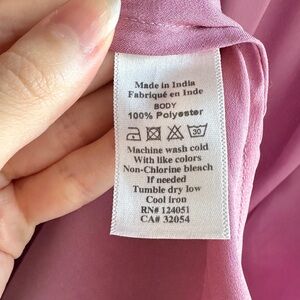 Made in India
Fabriqué en Inde
BODY
100% Polyester
30
Machine wash cold
With like colors
Non-Chlorine bleach
If needed
Tumble dry low
Cool iron
RN# 124051
CA# 32054